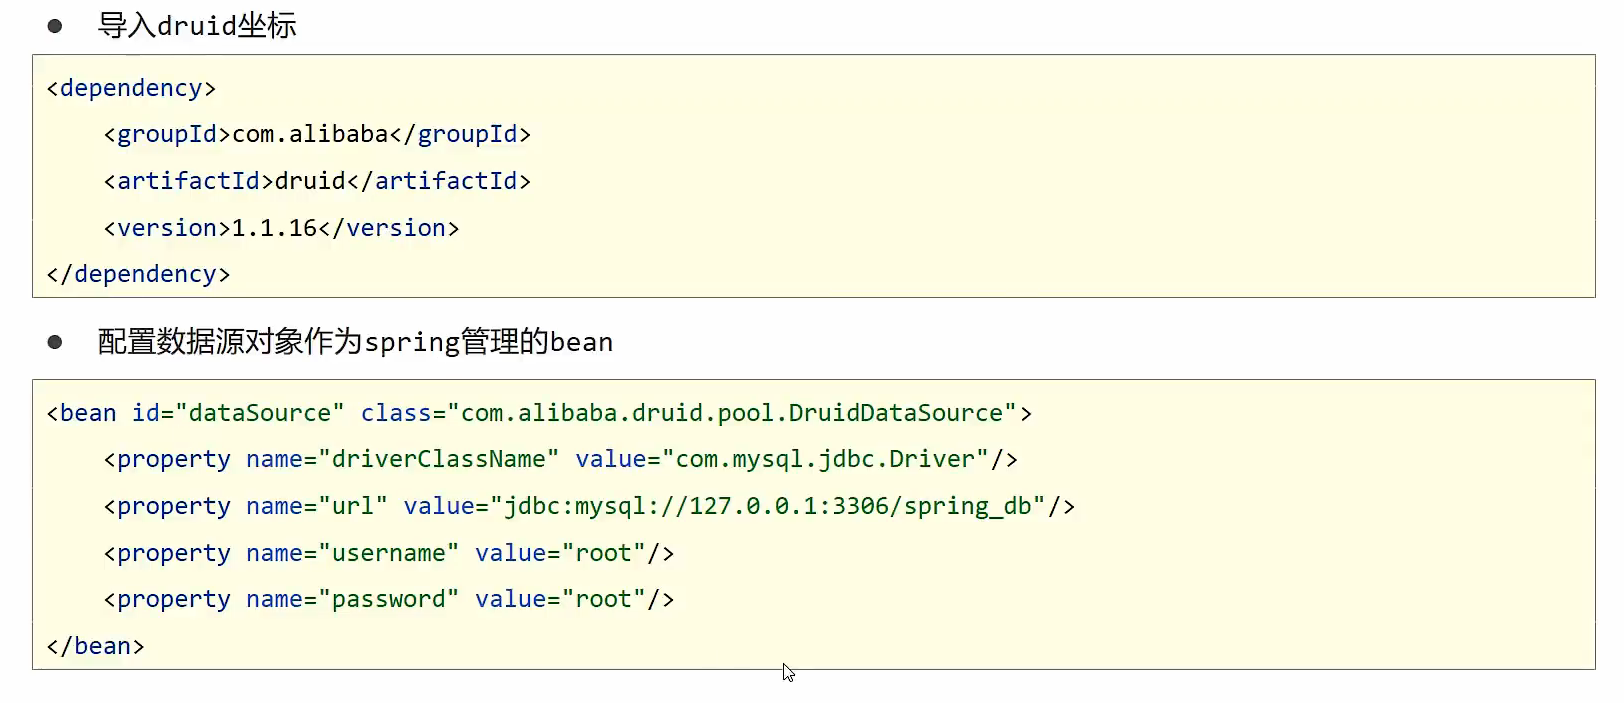 ● 导入druid坐标
<dependency>
    <groupId>com.alibaba</groupId>
    <artifactId>druid</artifactId>
    <version>1.1.16</version>
</dependency>
● 配置数据源对象作为spring管理的bean
<bean id="dataSource" class="com.alibaba.druid.pool.DruidDataSource">
    <property name="driverClassName" value="com.mysql.jdbc.Driver"/>
    <property name="url" value="jdbc:mysql://127.0.0.1:3306/spring_db"/>
    <property name="username" value="root"/>
    <property name="password" value="root"/>
</bean>